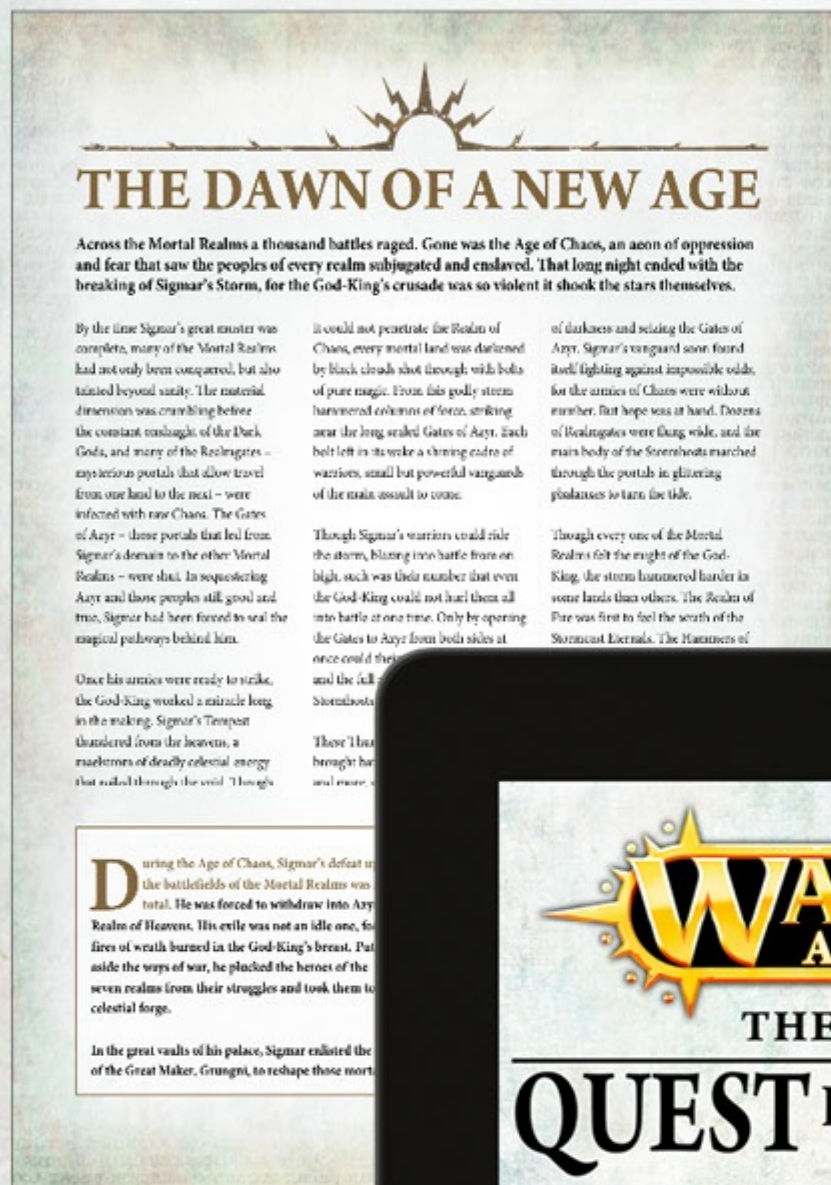 THE DAWN OF A NEW AGE
Across the Mortal Realms a thousand battles raged. Gone was the Age of Chaos, an aeon of oppression
and fear that saw the peoples of every realm subjugated and enslaved. That long night ended with the
breaking of Sigmar's Storm, for the God-King's crusade was so violent it shook the stars themselves.
By the time Sigmar's great muster was
complete, many of the Mortal Realms
had not only been conquered, but also
tainted beyond sanity. The material
dimension was crumbling before
the constant onslaught of the Dark
Gods, and many of the Realmgates –
mysterious portals that allow travel
from one land to the next – were
infected with raw Chaos. The Gates
of Azyr – those portals that led from
Sigmar's domain to the other Mortal
Realms – were shut. In sequestering
Azyr and those peoples still good and
true, Sigmar had been forced to seal the
magical pathways behind him.
Once his armies were ready to strike,
the God-King worked a miracle long
in the making. Sigmar's Tempest
thundered from the heavens, a
maelstrom of deadly celestial energy
that roiled through the void. Though
it could not penetrate the Realm of
Chaos, every mortal land was darkened
by black clouds shot through with bolts
of pure magic. From this godly storm
hammered columns of force, striking
near the long sealed Gates of Azyr. Each
bolt left in its wake a shining cadre of
warriors, small but powerful vanguards
of the main assault to come.
Though Sigmar's warriors could ride
the storm, blazing into battle from on
high, such was their number that even
the God-King could not hurl them all
into battle at one time. Only by opening
the Gates to Azyr from both sides at
once could their
and the full
Stormhosts
These
brought
and more,
of darkness and seizing the Gates of
Azyr. Sigmar's vanguard soon found
itself fighting against impossible odds,
for the armies of Chaos were without
number. But hope was at hand. Dozens
of Realmgates were flung wide, and the
main body of the Stormhosts marched
through the portals in glittering
phalanxes to turn the tide.
Though every one of the Mortal
Realms felt the might of the God-
King, the storm hammered harder in
some lands than others. The Realm of
Fire was first to feel the wrath of the
Stormcast Eternals. The Hammers of
During the Age of Chaos, Sigmar's defeat
the battlefields of the Mortal Realms was
total. He was forced to withdraw into Azy
Realm of Heavens. His exile was not an idle one, fo
fires of wrath burned in the God-King's breast. Put
aside the ways of war, he plucked the heroes of the
seven realms from their struggles and took them to
celestial forge.
In the great vaults of his palace, Sigmar enlisted the
of the Great Maker, Grungni, to reshape those mort
WA
A
THE
QUEST